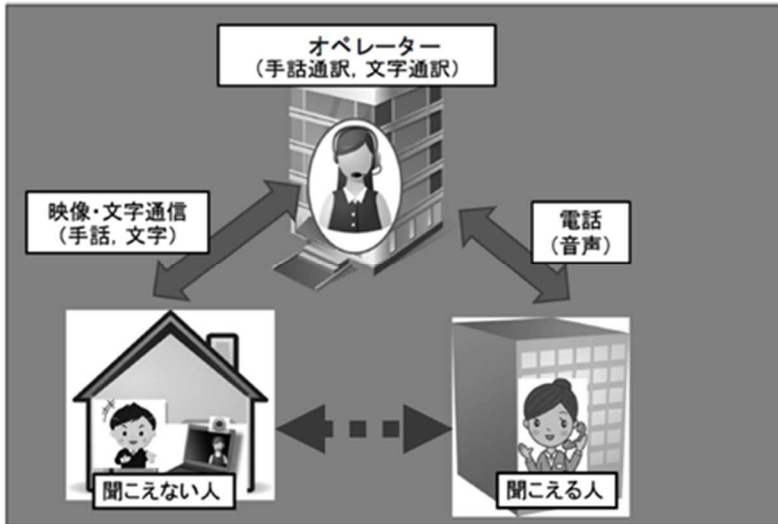 オペレーター
(手話通訳, 文字通訳)
映像・文字通信
(手話, 文字)
電話
(音声)
聞こえない人
聞こえる人